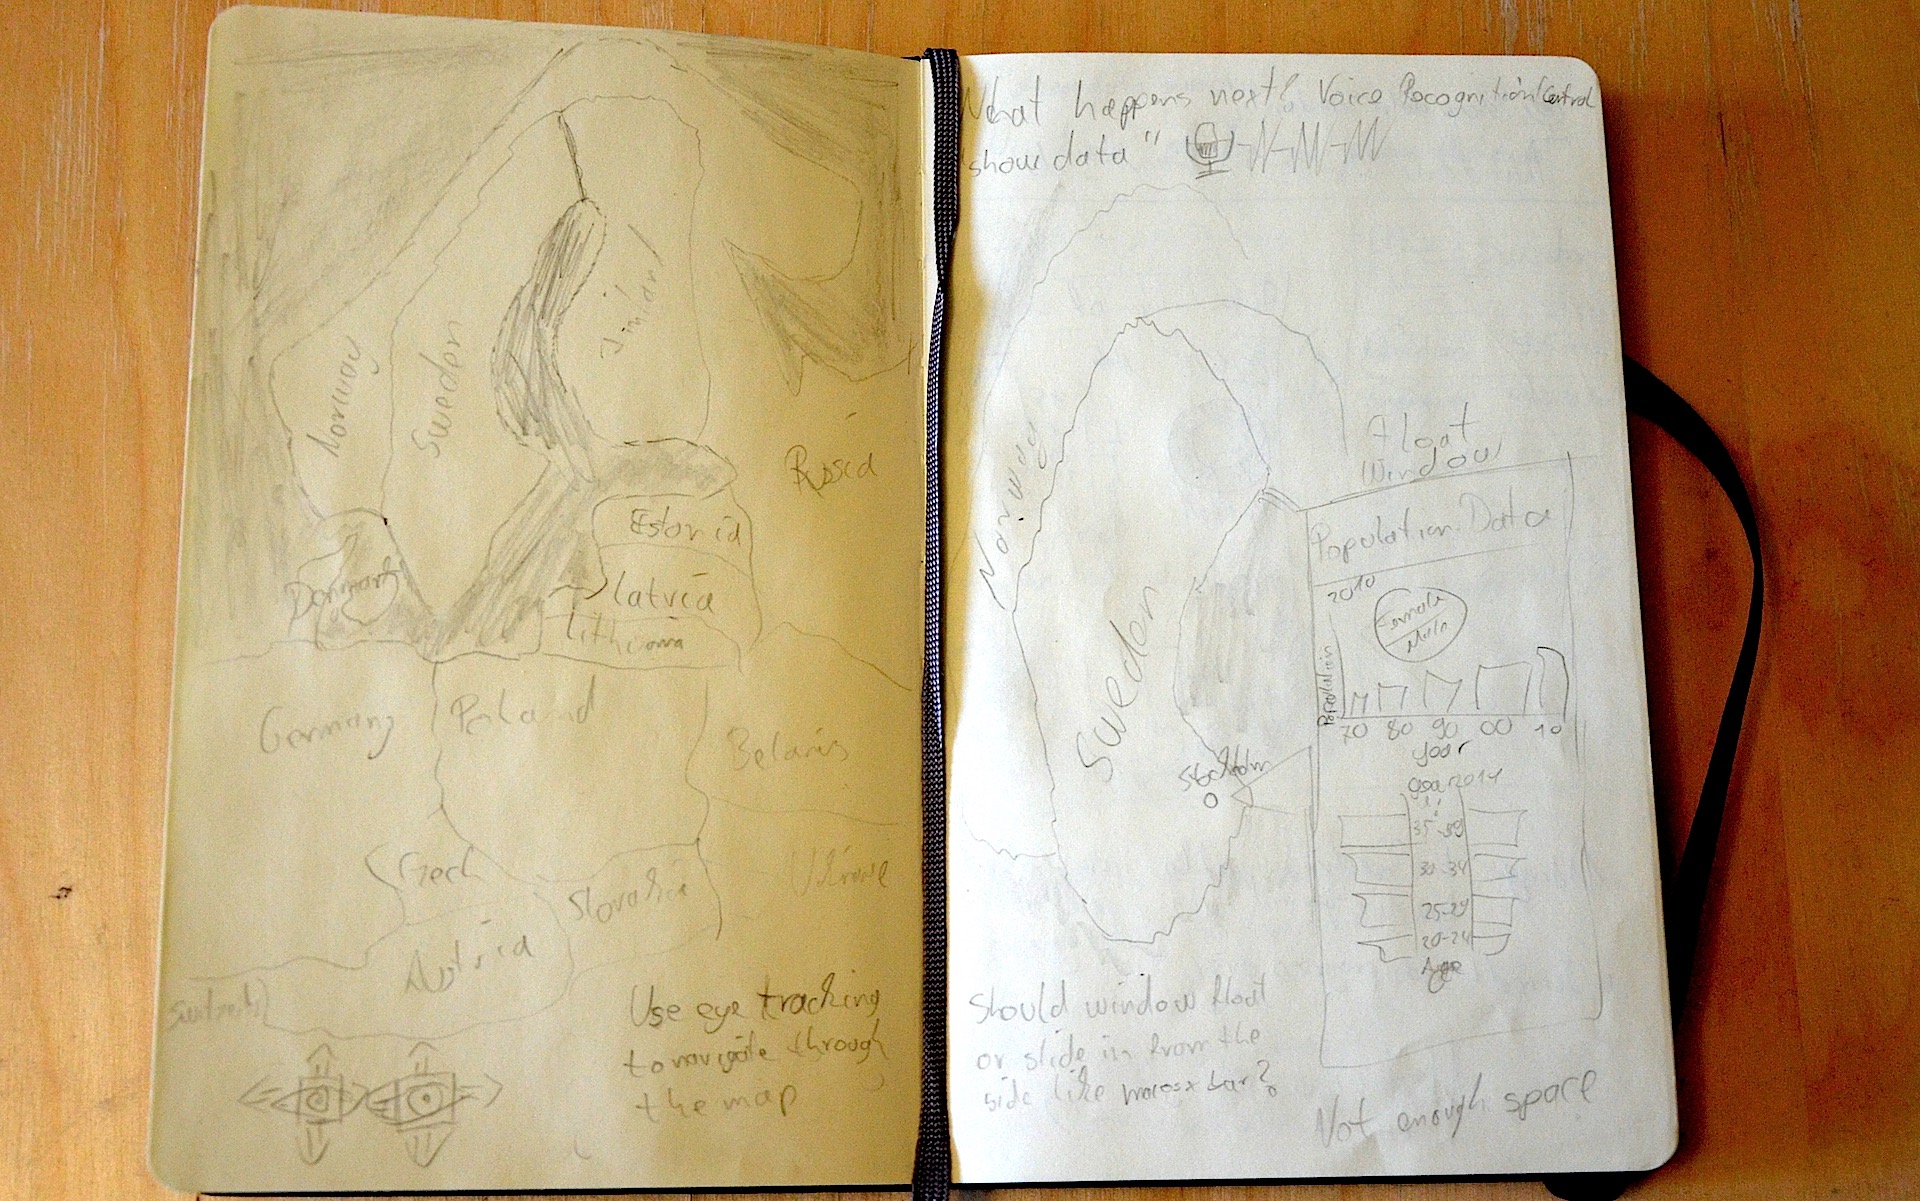 Norway
Sweden
Finland
Russia
Estonia
Latvia
Lithuania
Denmark
Germany
Poland
Belarus
Czech
Slovakia
Ukraine
Austria
Use eye tracking
to navigate through
the map
What happens next? Voice Recognition/Control
"show data"
Norway
Sweden
Stockholm
Float
Window
Population Data
2010
Female
Male
Population
70 80 90 00 10
year
2014
35-39
30-34
25-29
20-24
Age
Should window float
or slide in from the
side like macosx bar?
Not enough space